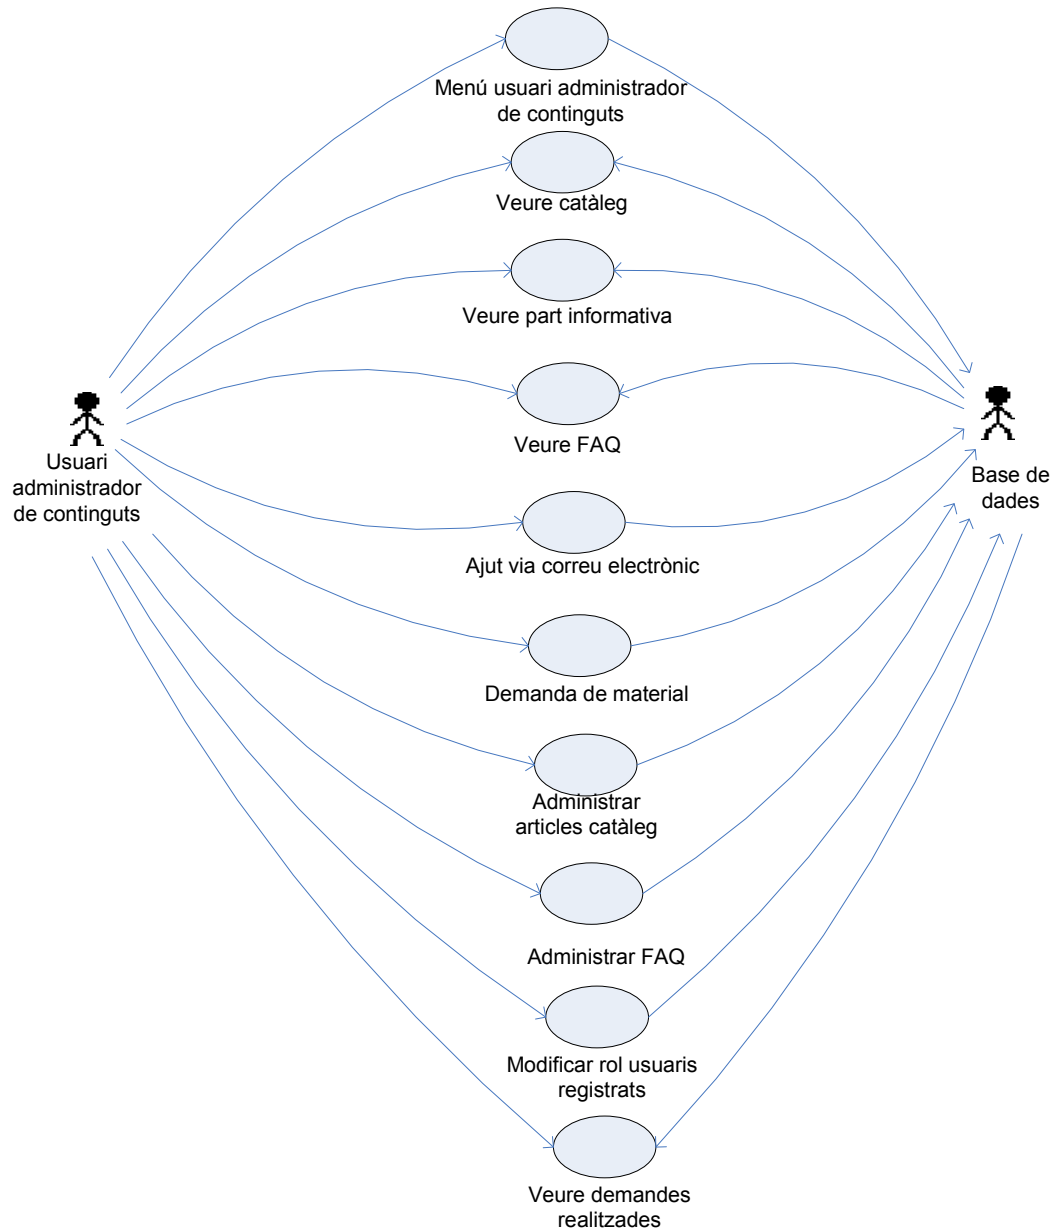 Menú usuari administrador
de continguts
Veure catàleg
Veure part informativa
Veure FAQ
Usuari
administrador
de continguts
Base de
dades
Ajut via correu electrònic
Demanda de material
Administrar
articles catàleg
Administrar FAQ
Modificar rol usuaris
registrats
Veure demandes
realitzades